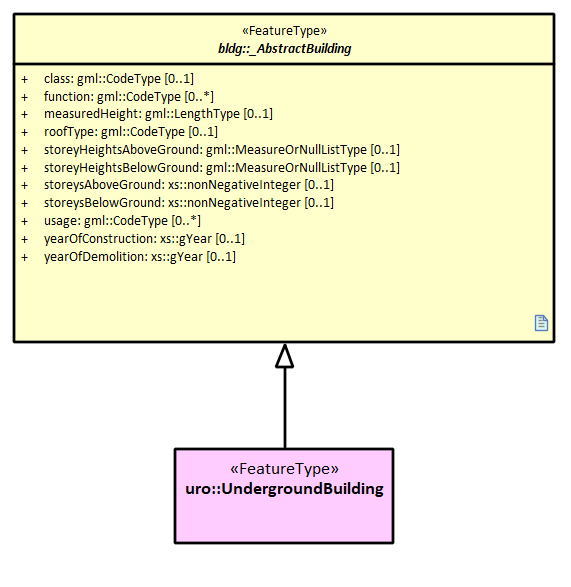 «FeatureType»
bldg::_AbstractBuilding
+ class: gml::CodeType [0..1]
+ function: gml::CodeType [0..*]
+ measuredHeight: gml::LengthType [0..1]
+ roofType: gml::CodeType [0..1]
+ storeyHeightsAboveGround: gml::MeasureOrNullListType [0..1]
+ storeyHeightsBelowGround: gml::MeasureOrNullListType [0..1]
+ storeysAboveGround: xs::nonNegativeInteger [0..1]
+ storeysBelowGround: xs::nonNegativeInteger [0..1]
+ usage: gml::CodeType [0..*]
+ yearOfConstruction: xs::gYear [0..1]
+ yearOfDemolition: xs::gYear [0..1]
«FeatureType»
uro::UndergroundBuilding